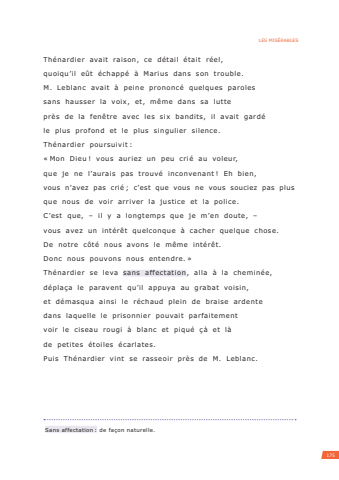 LES MISÉRABLES
Thénardier avait raison, ce détail était réel,
quoiqu'il eût échappé à Marius dans son trouble.
M. Leblanc avait à peine prononcé quelques paroles
sans hausser la voix, et, même dans sa lutte
près de la fenêtre avec les six bandits, il avait gardé
le plus profond et le plus singulier silence.
Thénardier poursuivit :
« Mon Dieu ! vous auriez un peu crié au voleur,
que je ne l'aurais pas trouvé inconvenant ! Eh bien,
vous n'avez pas crié ; c'est que vous ne vous souciez pas plus
que nous de voir arriver la justice et la police.
C'est que, – il y a longtemps que je m'en doute, –
vous avez un intérêt quelconque à cacher quelque chose.
De notre côté nous avons le même intérêt.
Donc nous pouvons nous entendre. »
Thénardier se leva sans affectation, alla à la cheminée,
déplaça le paravent qu'il appuya au grabat voisin,
et démasqua ainsi le réchaud plein de braise ardente
dans laquelle le prisonnier pouvait parfaitement
voir le ciseau rougi à blanc et piqué çà et là
de petites étoiles écarlates.
Puis Thénardier vint se rasseoir près de M. Leblanc.
Sans affectation : de façon naturelle.
125